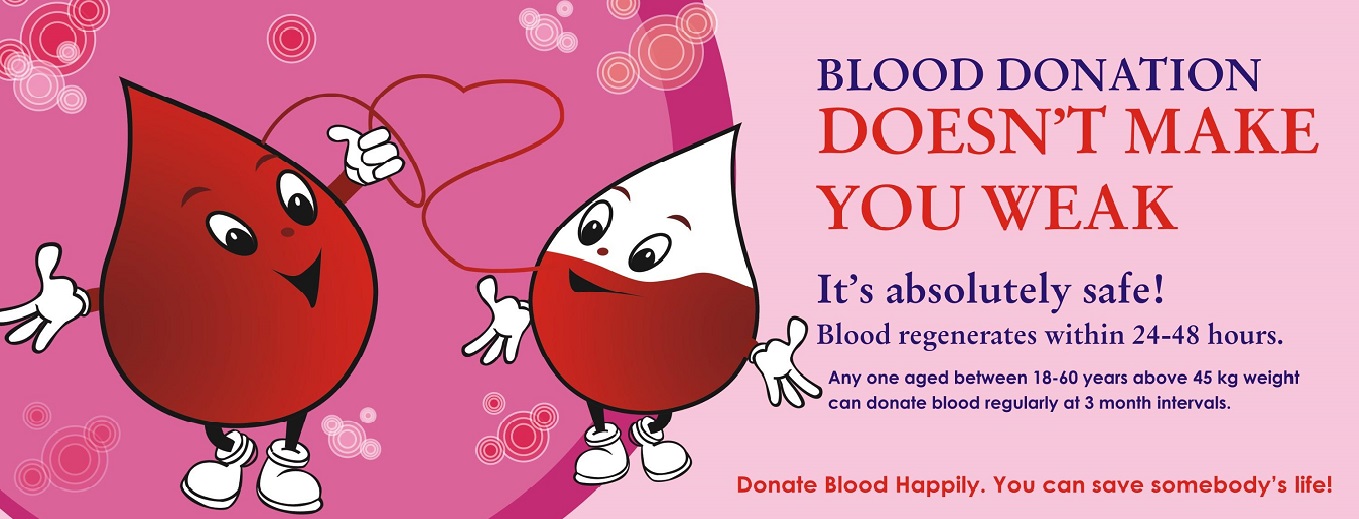 BLOOD DONATION
DOESN'T MAKE
YOU WEAK
It's absolutely safe!
Blood regenerates within 24-48 hours.
Any one aged between 18-60 years above 45 kg weight
can donate blood regularly at 3 month intervals.
Donate Blood Happily. You can save somebody's life!